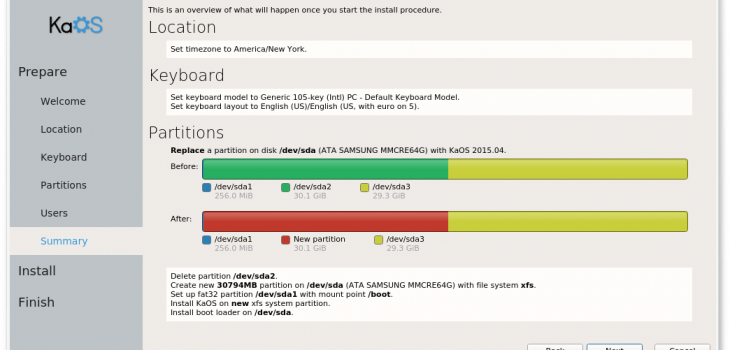 This is an overview of what will happen once you start the install procedure.
KaOS
Location
Set timezone to America/New York.
Prepare
Keyboard
Welcome
Set keyboard model to Generic 105-key (Intl) PC - Default Keyboard Model.
Set keyboard layout to English (US)/English (US, with euro on 5).
Location
Partitions
Keyboard
Replace a partition on disk /dev/sda (ATA SAMSUNG MMCRE64G) with KaOS 2015.04.
Before:
Partitions
/dev/sda1 /dev/sda2 /dev/sda3
256.0 MiB 30.1 GiB 29.3 GiB
Users
After:
Summary
/dev/sda1 New partition /dev/sda3
256.0 MiB 30.1 GiB 29.3 GiB
Install
Delete partition /dev/sda2.
Create new 30794MB partition on /dev/sda (ATA SAMSUNG MMCRE64G) with file system xfs.
Set up fat32 partition /dev/sda1 with mount point /boot.
Finish
Install KaOS on new xfs system partition.
Install boot loader on /dev/sda.
Back Next Cancel